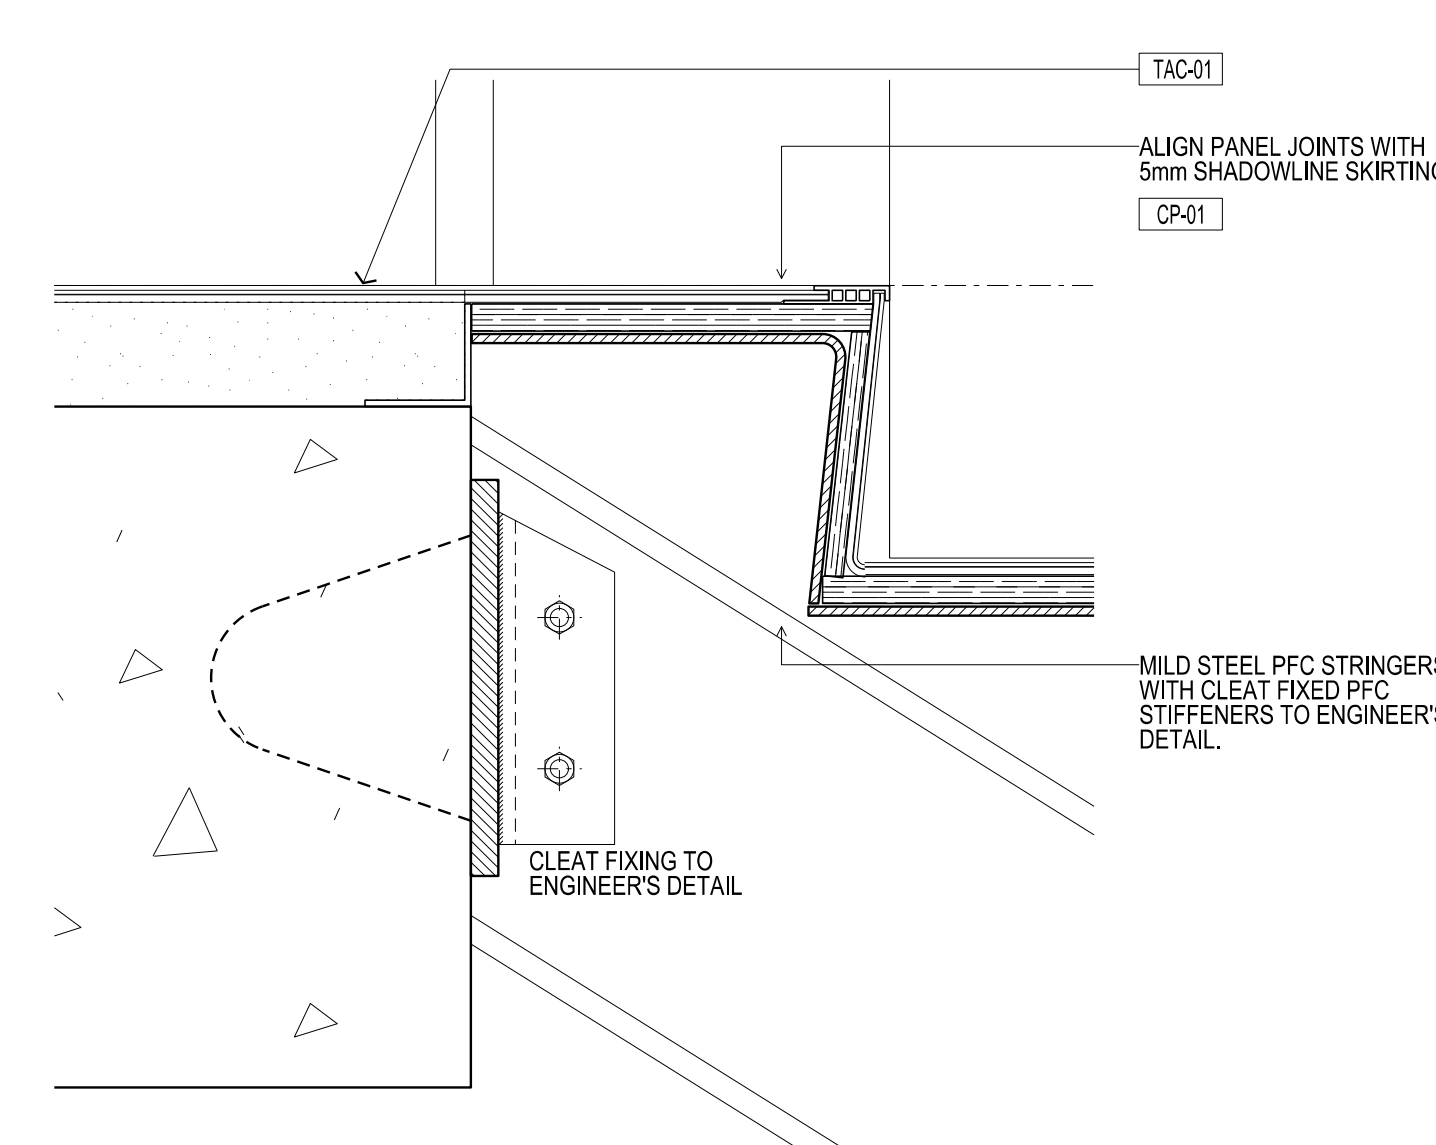 TAC-01
ALIGN PANEL JOINTS WITH
5mm SHADOWLINE SKIRTING
CP-01
MILD STEEL PFC STRINGERS
WITH CLEAT FIXED PFC
STIFFENERS TO ENGINEER'S
DETAIL.
CLEAT FIXING TO
ENGINEER'S DETAIL